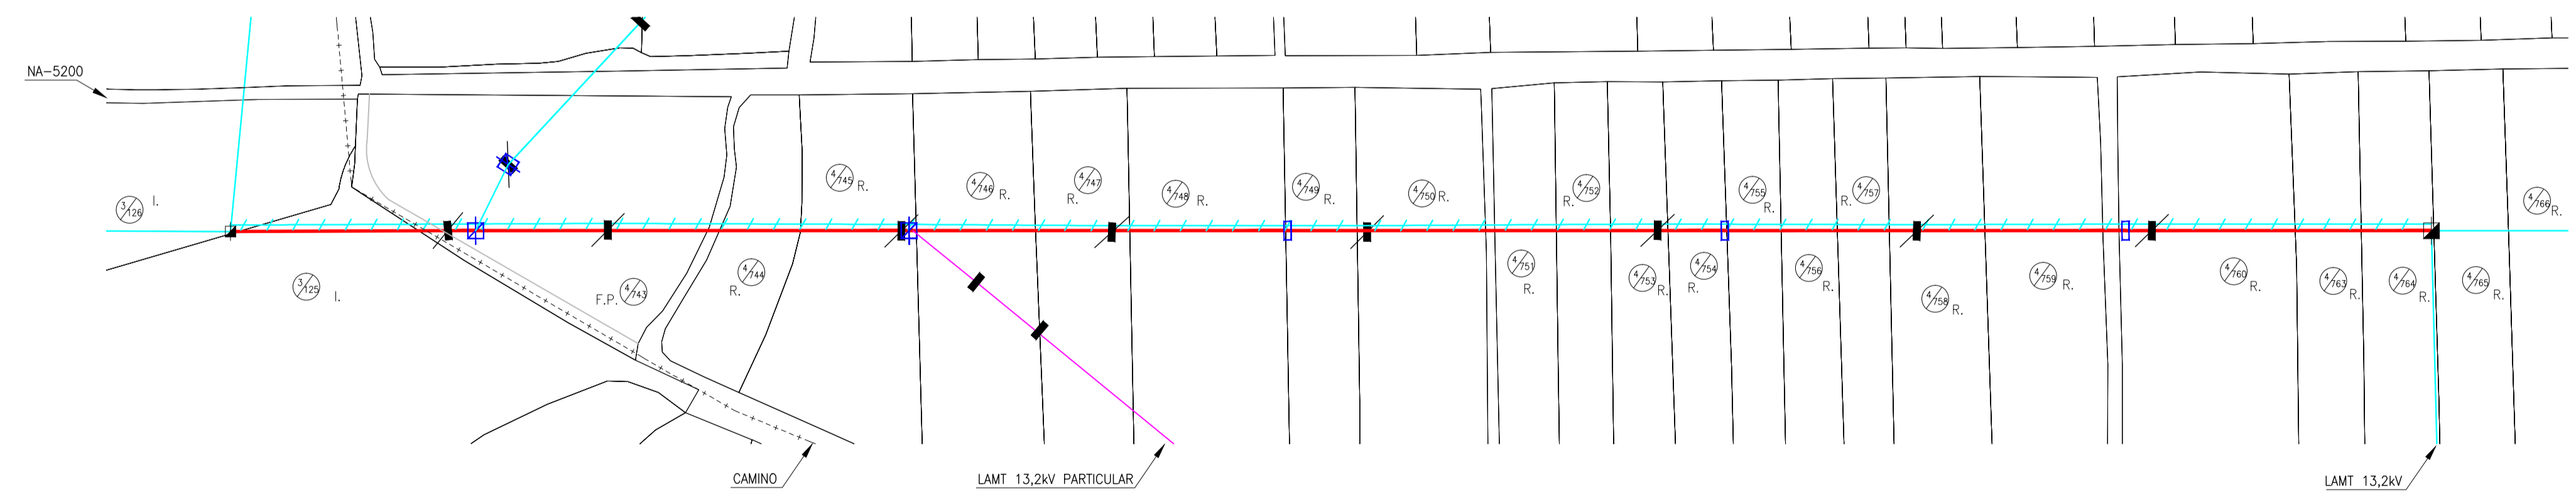 NA-5200
3/126 I.
3/125 I.
F.P. 4/743
4/744 R.
4/745 R.
4/746 R.
4/747 R.
4/748 R.
4/749 R.
4/750 R.
4/751 R.
4/752 R.
4/753 R.
4/754 R.
4/755 R.
4/756 R.
4/757 R.
4/758 R.
4/759 R.
4/760 R.
4/763 R.
4/764 R.
4/765 R.
4/766 R.
CAMINO
LAMT 13,2kV PARTICULAR
LAMT 13,2kV